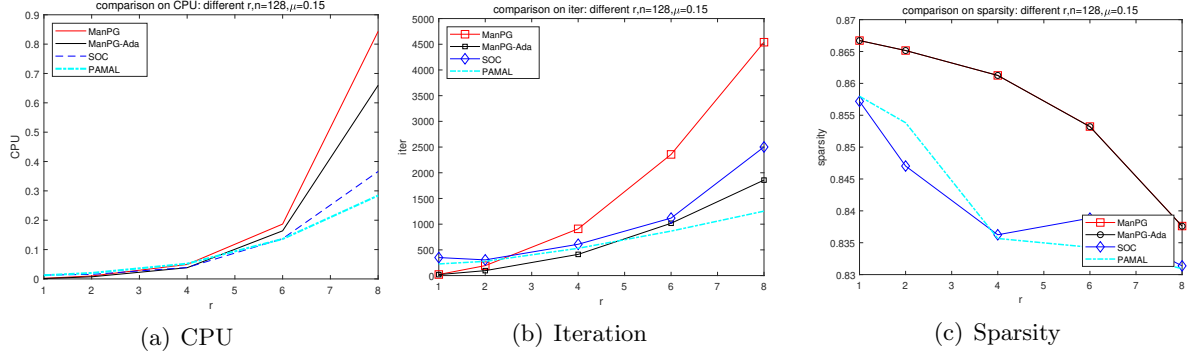 comparison on CPU: different r,n=128,μ=0.15
0.9
0.8
0.7
0.6
0.5
0.4
0.3
0.2
0.1
0
CPU
ManPG
ManPG-Ada
SOC
PAMAL
1 2 3 4 5 6 7 8
r
(a) CPU
comparison on iter: different r,n=128,μ=0.15
5000
4500
4000
3500
3000
2500
2000
1500
1000
500
0
iter
ManPG
ManPG-Ada
SOC
PAMAL
1 2 3 4 5 6 7 8
r
(b) Iteration
comparison on sparsity: different r,n=128,μ=0.15
0.87
0.865
0.86
0.855
0.85
0.845
0.84
0.835
0.83
sparsity
ManPG
ManPG-Ada
SOC
PAMAL
1 2 3 4 5 6 7 8
r
(c) Sparsity